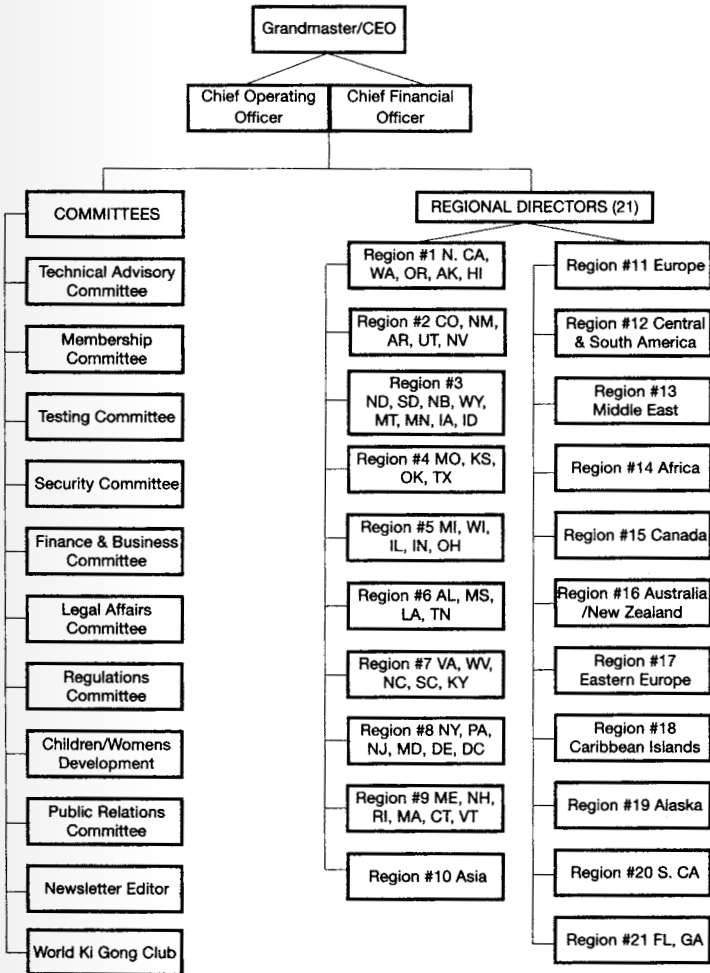 Grandmaster/CEO
Chief Operating
Officer
Chief Financial
Officer
COMMITTEES
Technical Advisory
Committee
Membership
Committee
Testing Committee
Security Committee
Finance & Business
Committee
Legal Affairs
Committee
Regulations
Committee
Children/Womens
Development
Public Relations
Committee
Newsletter Editor
World Ki Gong Club
REGIONAL DIRECTORS (21)
Region #1 N. CA,
WA, OR, AK, HI
Region #2 CO, NM,
AR, UT, NV
Region #3
ND, SD, NB, WY,
MT, MN, IA, ID
Region #4 MO, KS,
OK, TX
Region #5 MI, WI,
IL, IN, OH
Region #6 AL, MS,
LA, TN
Region #7 VA, WV,
NC, SC, KY
Region #8 NY, PA,
NJ, MD, DE, DC
Region #9 ME, NH,
RI, MA, CT, VT
Region #10 Asia
Region #11 Europe
Region #12 Central
& South America
Region #13
Middle East
Region #14 Africa
Region #15 Canada
Region #16 Australia
/New Zealand
Region #17
Eastern Europe
Region #18
Caribbean Islands
Region #19 Alaska
Region #20 S. CA
Region #21 FL, GA